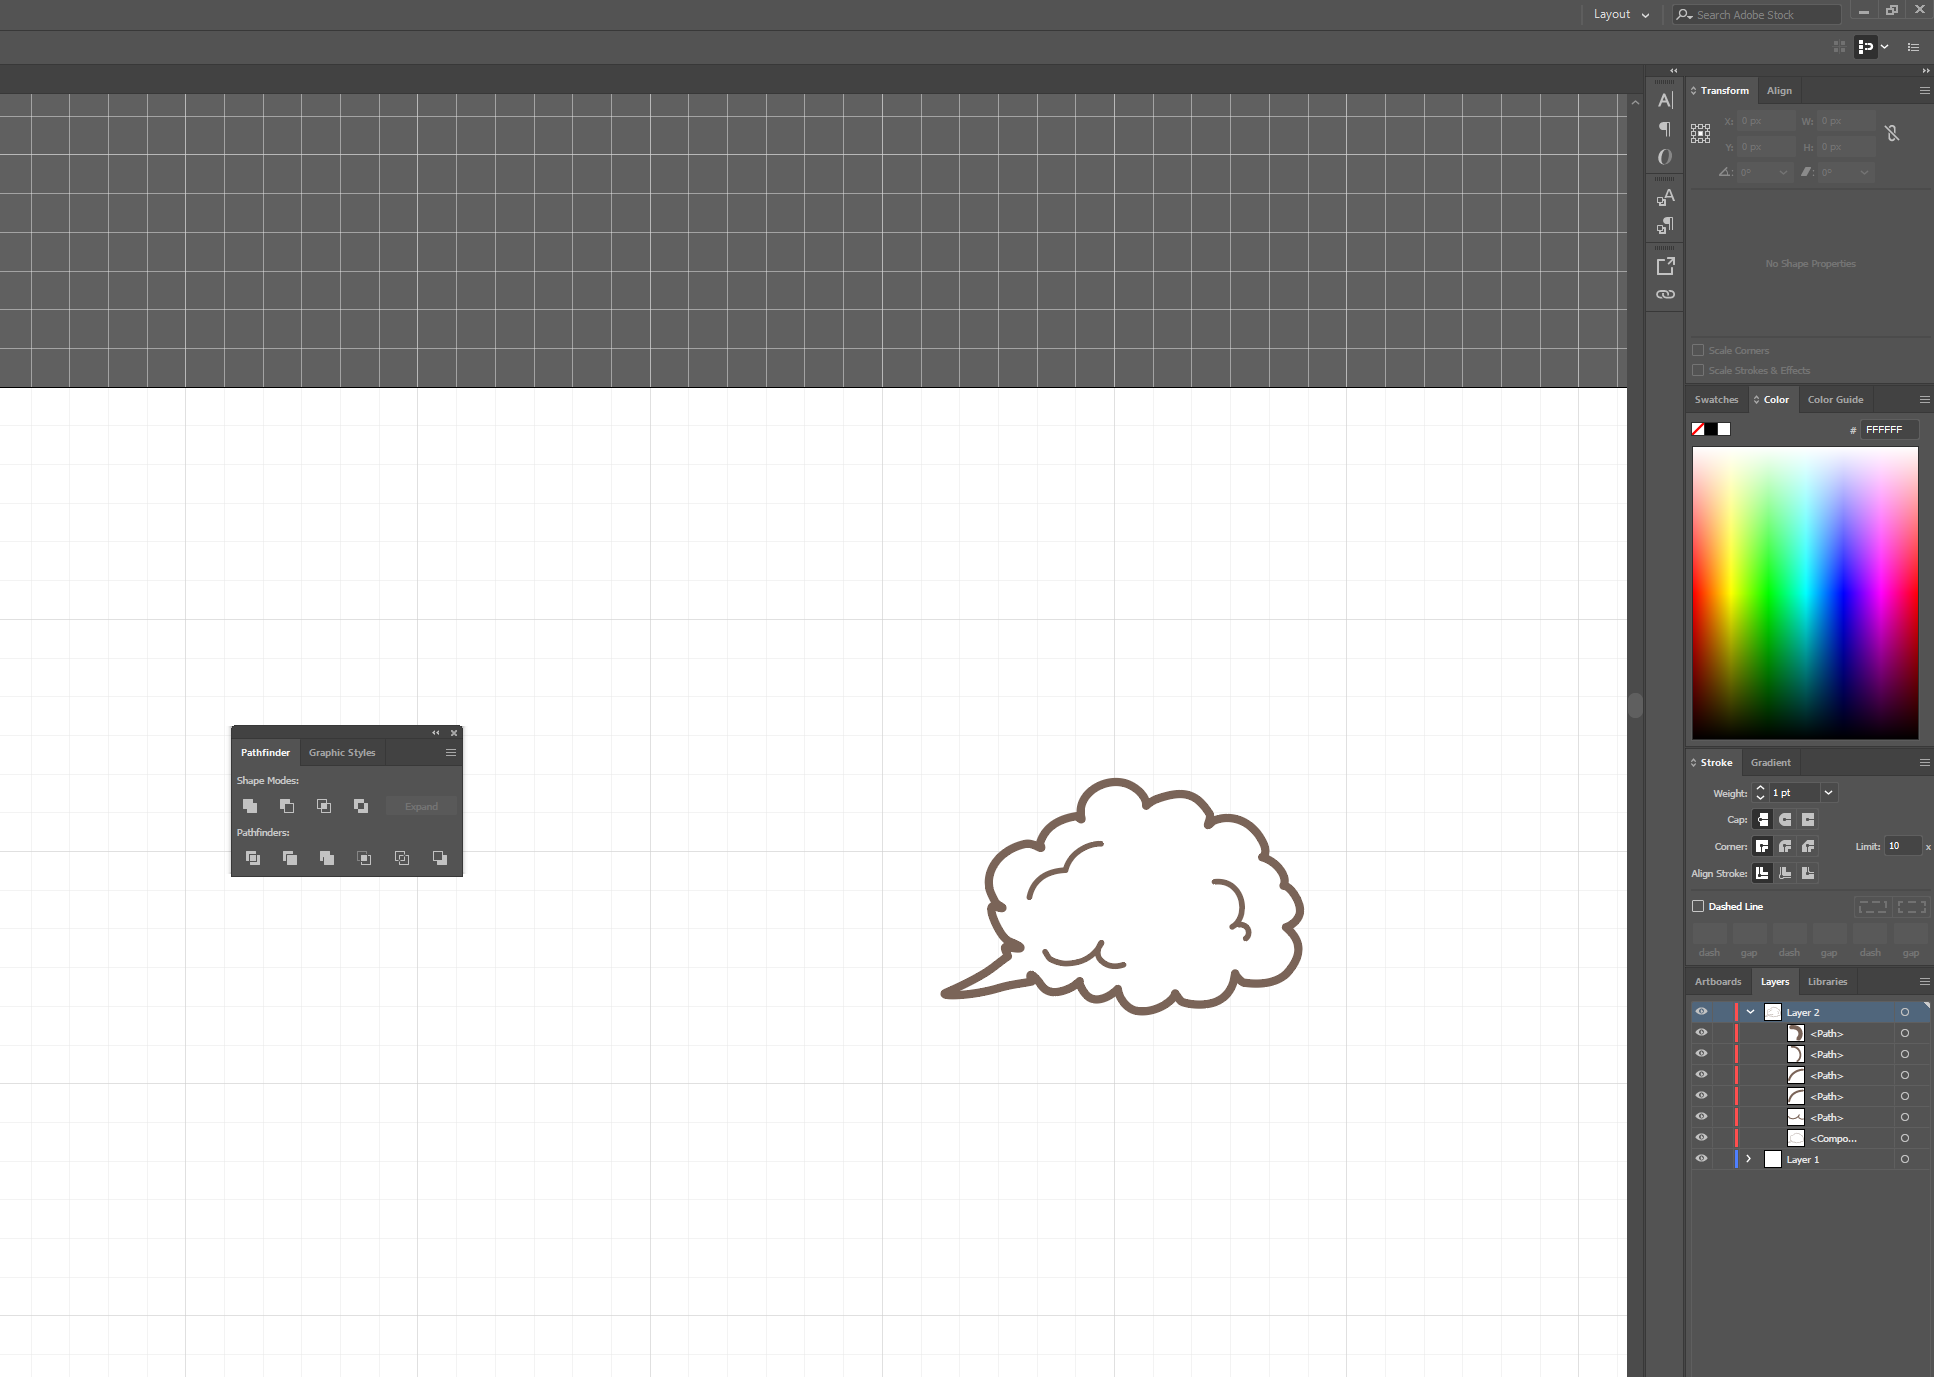 Layout
Search Adobe Stock
Transform
Align
X: 0 px W: 0 px
Y: 0 px H: 0 px
0° 0°
No Shape Properties
Scale Corners
Scale Strokes & Effects
Swatches
Color
Color Guide
# FFFFFF
Pathfinder
Graphic Styles
Shape Modes:
Expand
Pathfinders:
Stroke
Gradient
Weight: 1 pt
Cap:
Corner:
Limit: 10 x
Align Stroke:
Dashed Line
dash gap dash gap dash gap
Artboards
Layers
Libraries
Layer 2
<Path>
<Path>
<Path>
<Path>
<Path>
<Compo...
Layer 1